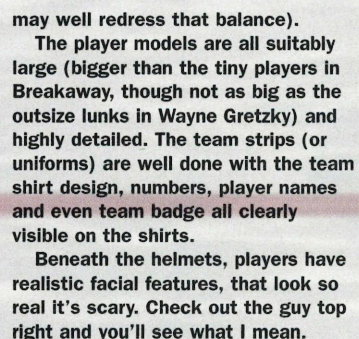 may well redress that balance).
The player models are all suitably
large (bigger than the tiny players in
Breakaway, though not as big as the
outsize lunks in Wayne Gretzky) and
highly detailed. The team strips (or
uniforms) are well done with the team
shirt design, numbers, player names
and even team badge all clearly
visible on the shirts.
Beneath the helmets, players have
realistic facial features, that look so
real it's scary. Check out the guy top
right and you'll see what I mean.